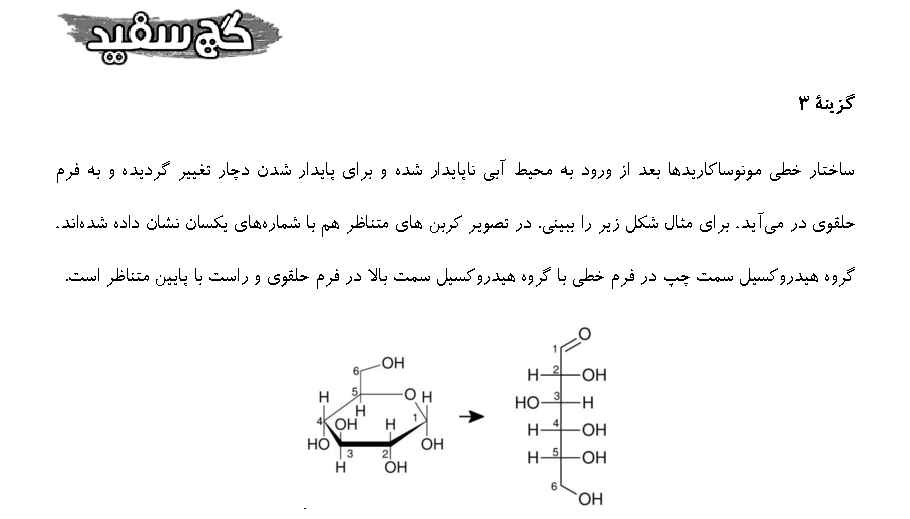 گچ سفید
گزینهٔ ۳
ساختار خطی مونوساکاریدها بعد از ورود به محیط آبی ناپایدار شده و برای پایدار شدن دچار تغییر گردیده و به فرم
حلقوی در می‌آید. برای مثال شکل زیر را ببینی. در تصویر کربن های متناظر هم با شماره‌های یکسان نشان داده شده‌اند.
گروه هیدروکسیل سمت چپ در فرم خطی با گروه هیدروکسیل سمت بالا در فرم حلقوی و راست با پایین متناظر است.
1 O
H 2 OH
HO 3 H
H 4 OH
H 5 OH
6 OH
6 OH
H 5 O H
H
4 OH H 1
HO 3 2 OH
H OH